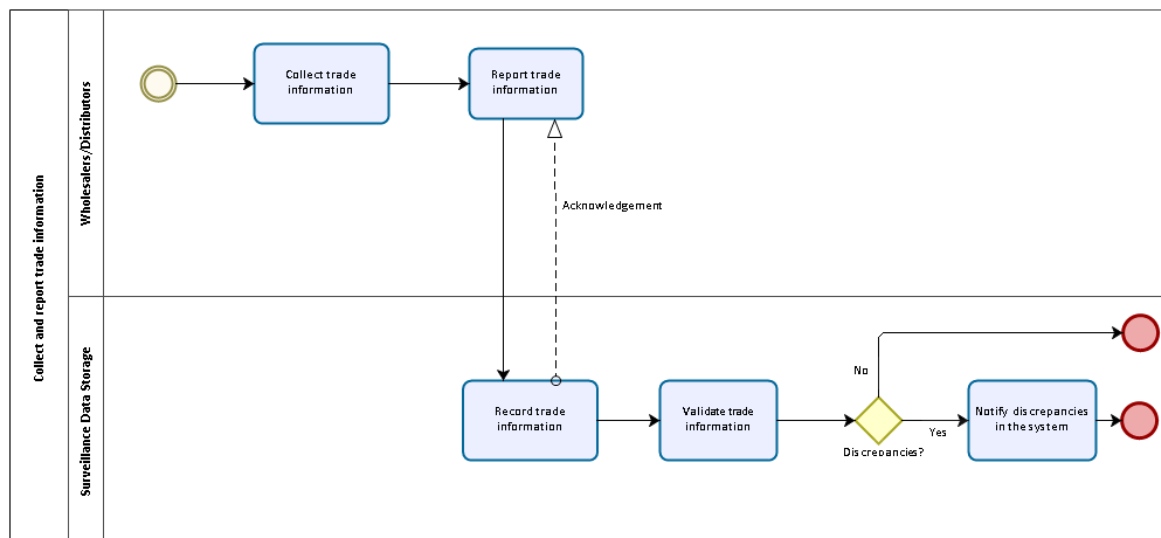 Collect and report trade information
Wholesalers/Distributors
Collect trade
information
Report trade
information
Acknowledgement
Surveillance Data Storage
Record trade
information
Validate trade
information
No
Discrepancies?
Yes
Notify discrepancies
in the system